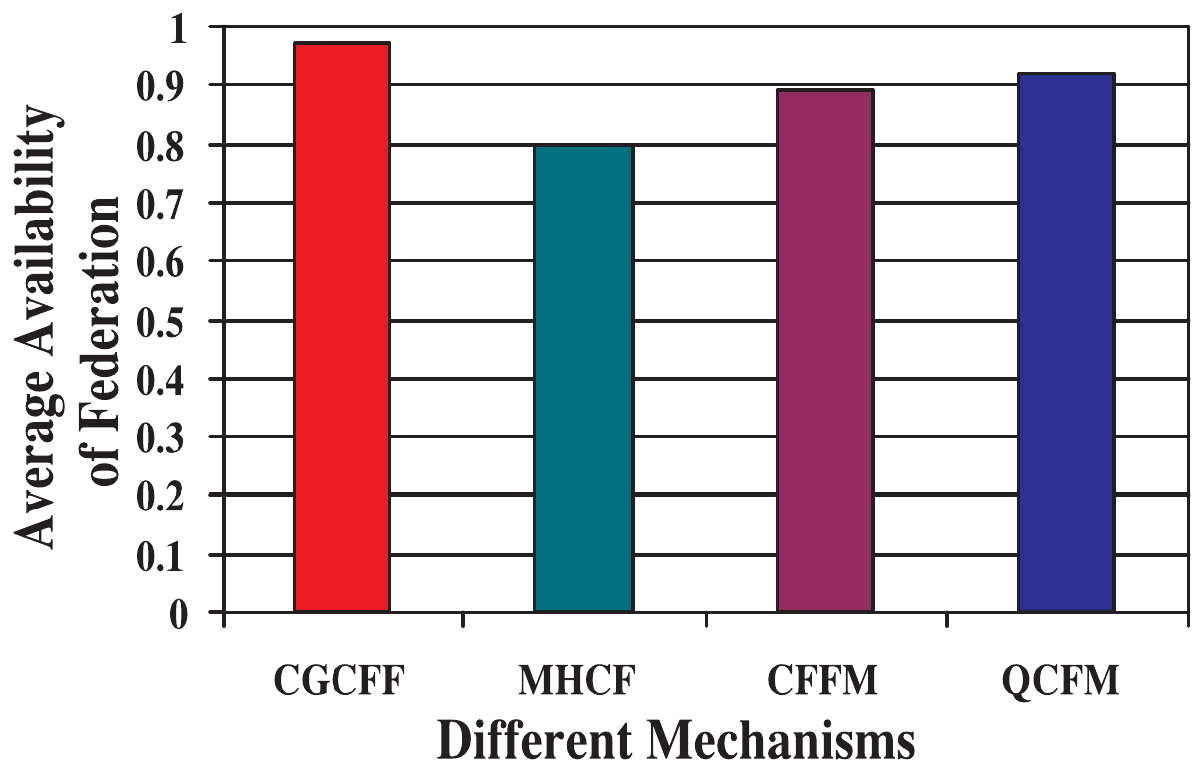 Average Availability
of Federation
1
0.9
0.8
0.7
0.6
0.5
0.4
0.3
0.2
0.1
0
CGCFF MHCF CFFM QCFM
Different Mechanisms